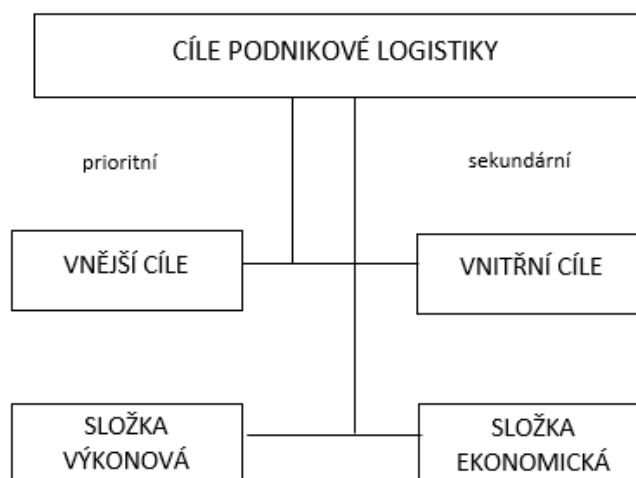 CÍLE PODNIKOVÉ LOGISTIKY
prioritní
sekundární
VNĚJŠÍ CÍLE
VNITŘNÍ CÍLE
SLOŽKA
VÝKONOVÁ
SLOŽKA
EKONOMICKÁ